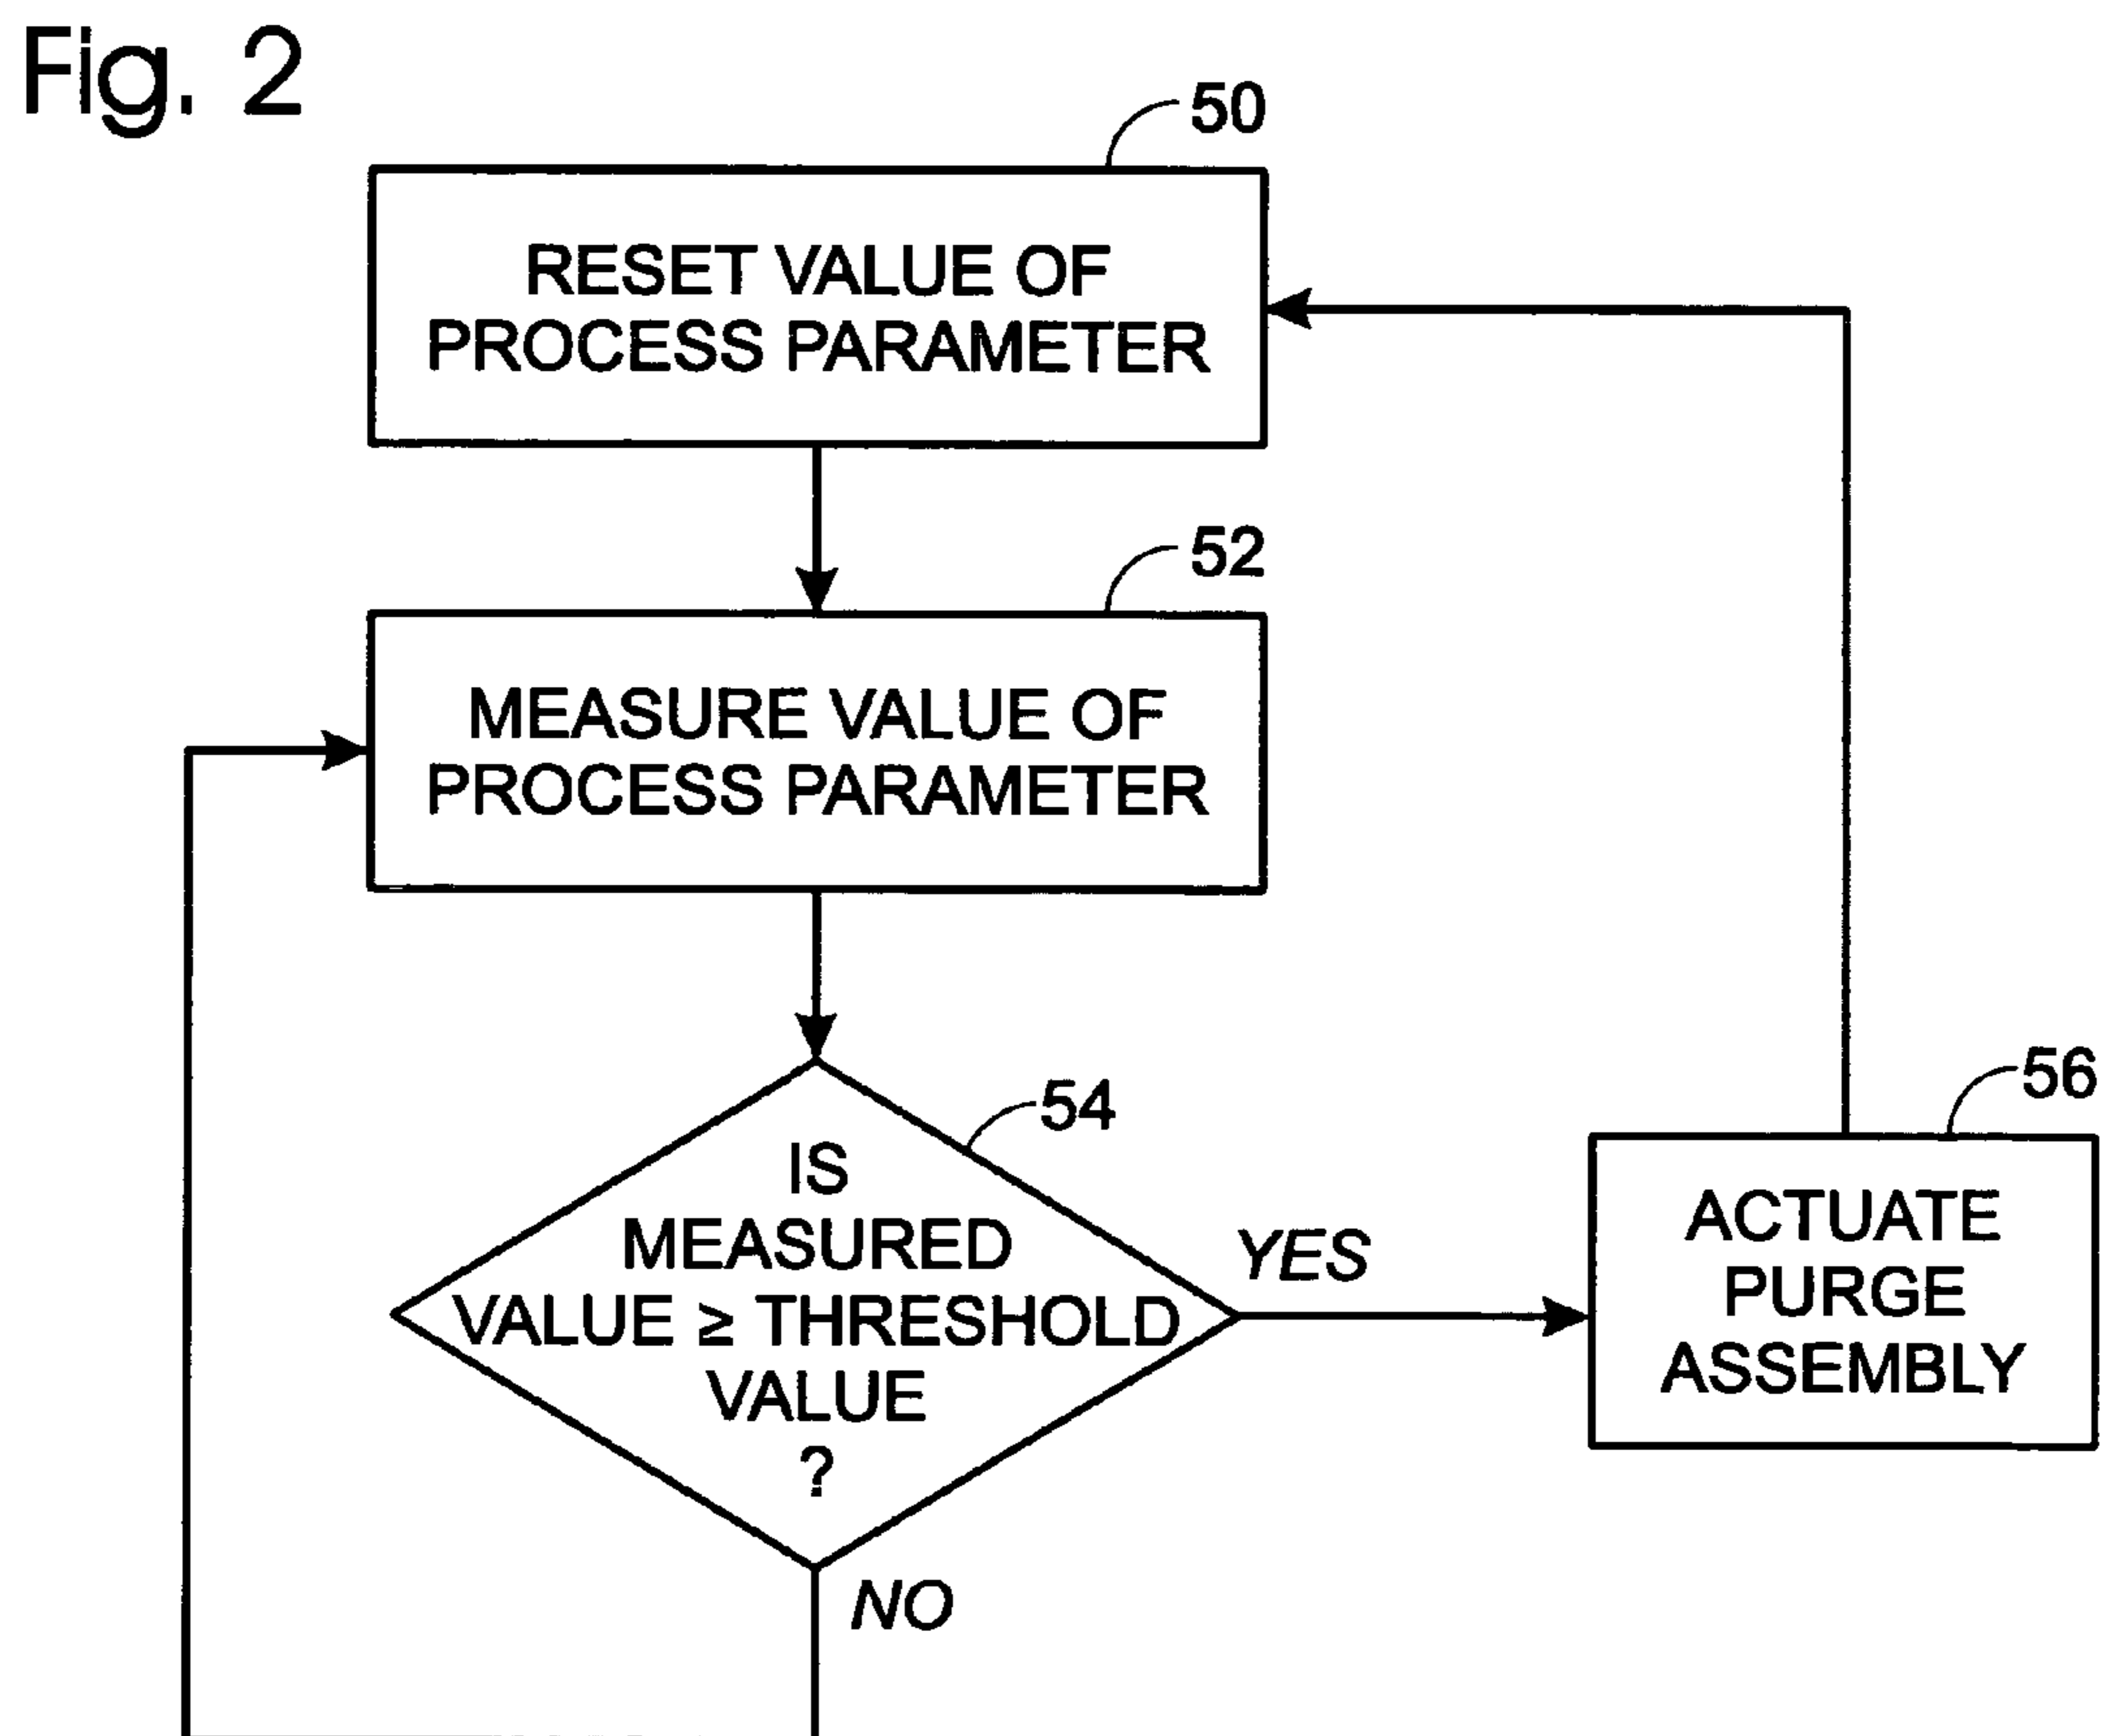 Fig. 2
50
RESET VALUE OF
PROCESS PARAMETER
52
MEASURE VALUE OF
PROCESS PARAMETER
54
IS
MEASURED
VALUE ≥ THRESHOLD
VALUE
?
YES
56
ACTUATE
PURGE
ASSEMBLY
NO